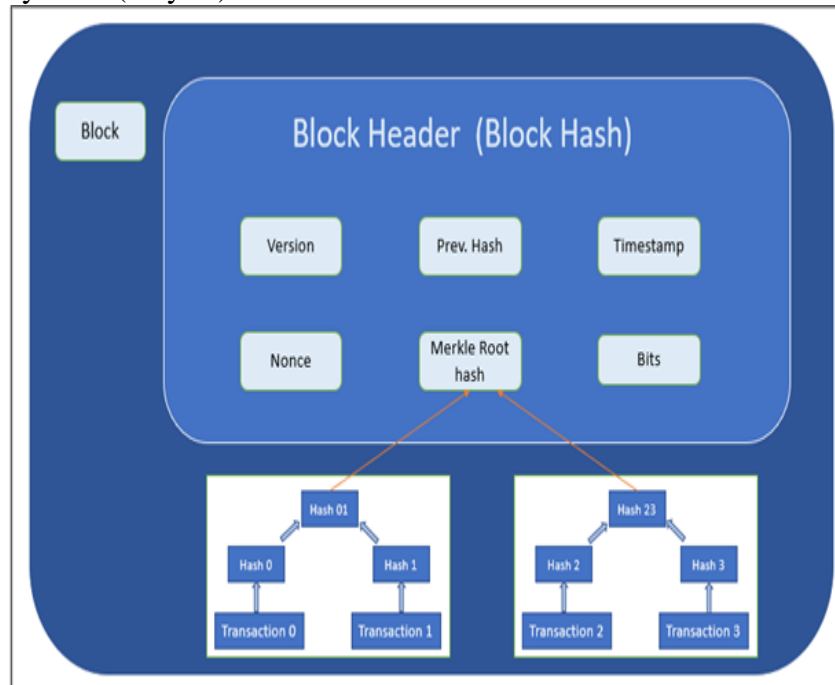 Block
Block Header (Block Hash)
Version
Prev. Hash
Timestamp
Nonce
Merkle Root
hash
Bits
Hash 01
Hash 23
Hash 0
Hash 1
Hash 2
Hash 3
Transaction 0
Transaction 1
Transaction 2
Transaction 3